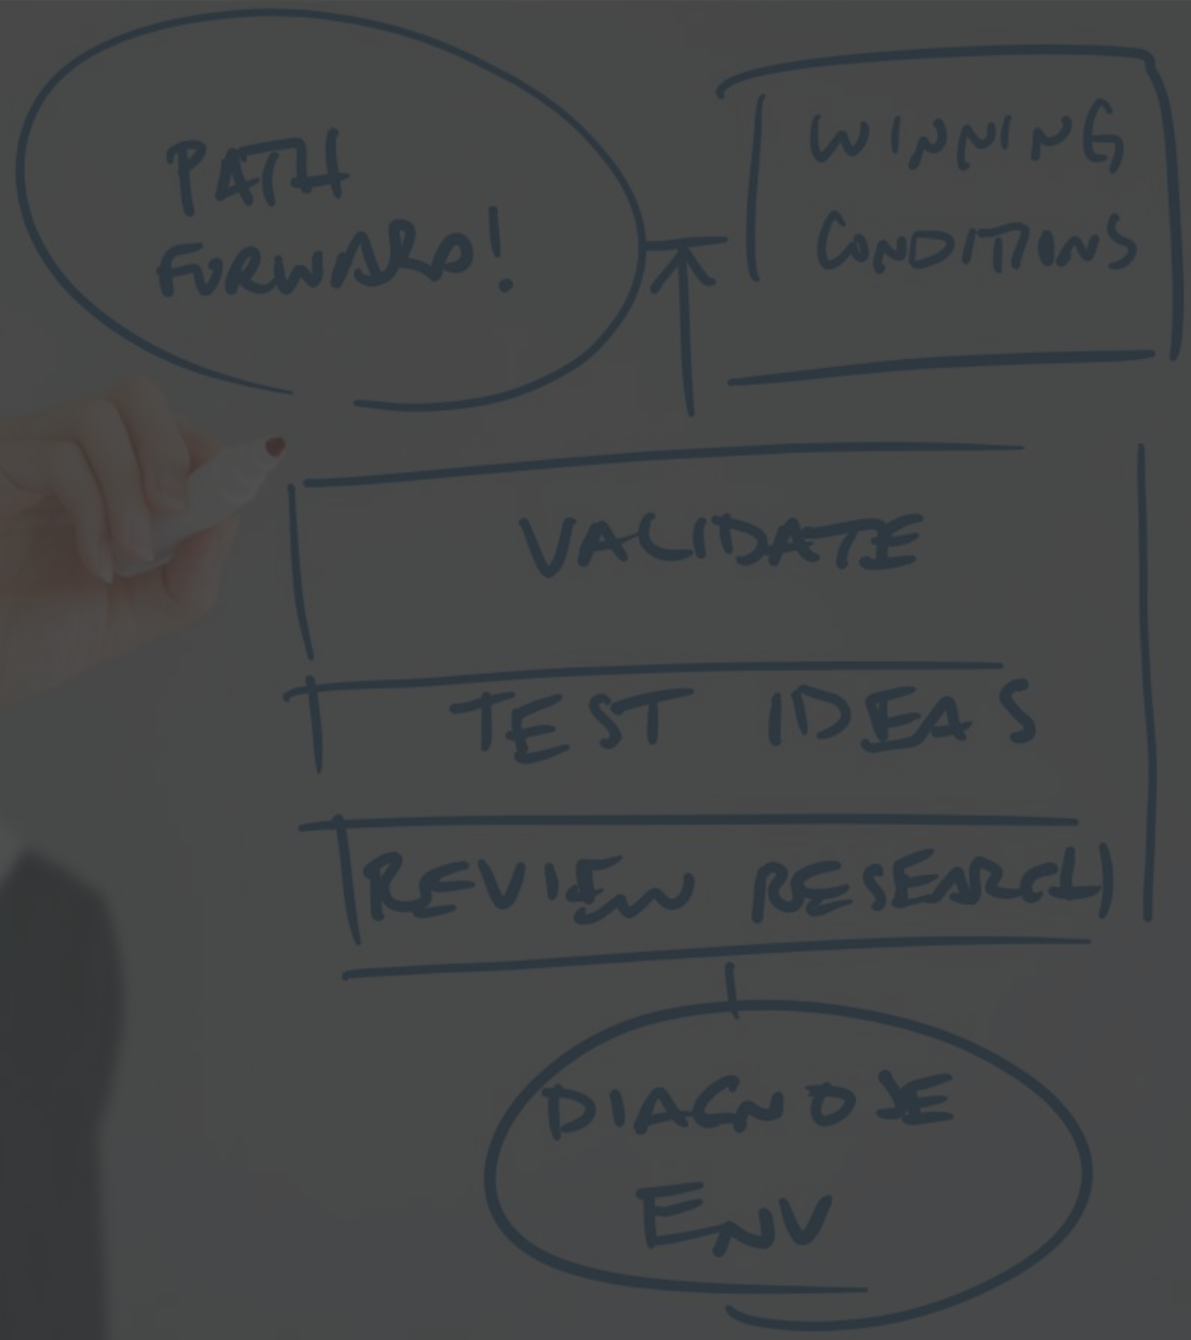 PATH
FORWARD!
WINNING
CONDITIONS
VALIDATE
TEST IDEAS
REVIEW RESEARCH
DIAGNOSE
ENV